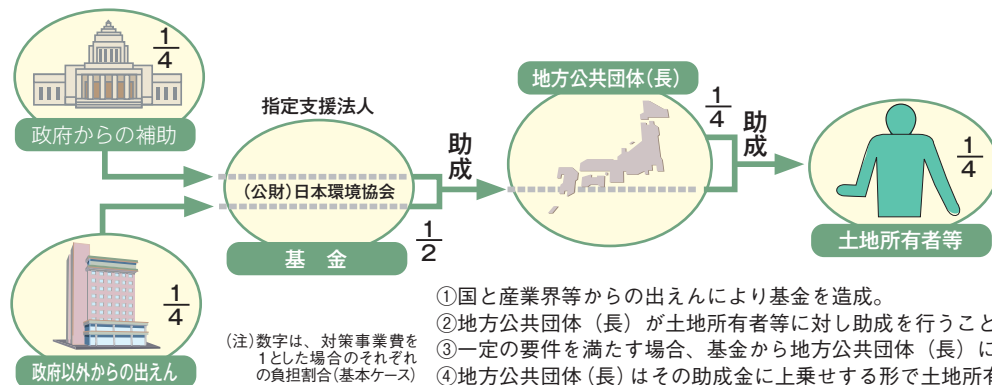 1/4
政府からの補助
指定支援法人
(公財)日本環境協会
基 金
助成
1/2
1/4
政府以外からの出えん
地方公共団体(長)
1/4
助成
1/4
土地所有者等
(注)数字は、対策事業費を
1とした場合のそれぞれ
の負担割合(基本ケース)
①国と産業界等からの出えんにより基金を造成。
②地方公共団体（長）が土地所有者等に対し助成を行うこと
③一定の要件を満たす場合、基金から地方公共団体（長）に
④地方公共団体(長)はその助成金に上乗せする形で土地所有